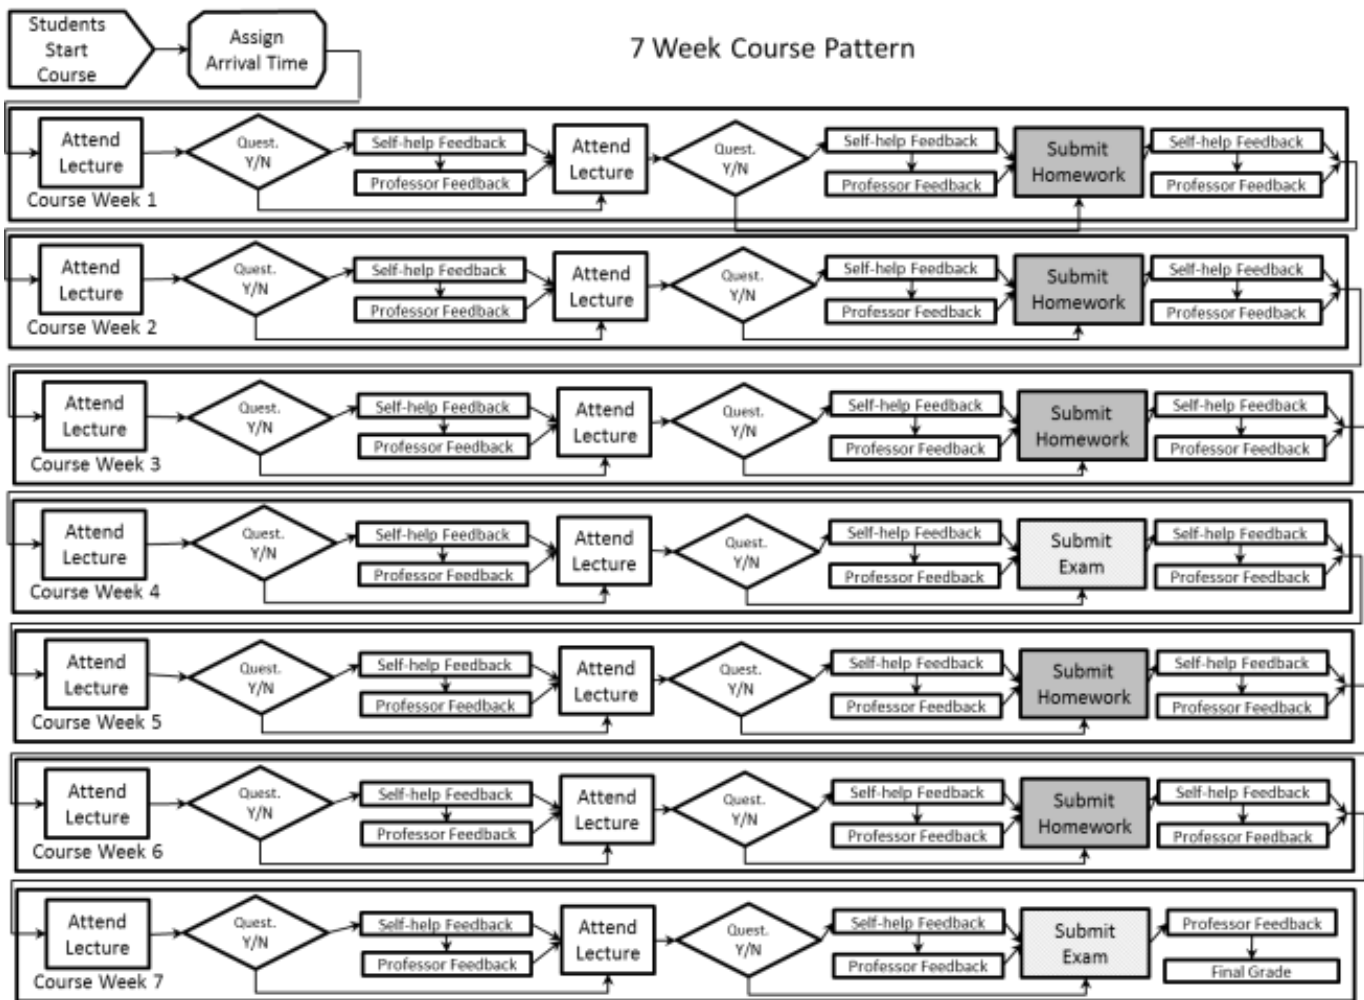 Students
Start
Course
Assign
Arrival Time
7 Week Course Pattern
Attend
Lecture
Course Week 1
Quest.
Y/N
Self-help Feedback
Professor Feedback
Attend
Lecture
Quest.
Y/N
Self-help Feedback
Professor Feedback
Submit
Homework
Self-help Feedback
Professor Feedback
Attend
Lecture
Course Week 2
Quest.
Y/N
Self-help Feedback
Professor Feedback
Attend
Lecture
Quest.
Y/N
Self-help Feedback
Professor Feedback
Submit
Homework
Self-help Feedback
Professor Feedback
Attend
Lecture
Course Week 3
Quest.
Y/N
Self-help Feedback
Professor Feedback
Attend
Lecture
Quest.
Y/N
Self-help Feedback
Professor Feedback
Submit
Homework
Self-help Feedback
Professor Feedback
Attend
Lecture
Course Week 4
Quest.
Y/N
Self-help Feedback
Professor Feedback
Attend
Lecture
Quest.
Y/N
Self-help Feedback
Professor Feedback
Submit
Exam
Self-help Feedback
Professor Feedback
Attend
Lecture
Course Week 5
Quest.
Y/N
Self-help Feedback
Professor Feedback
Attend
Lecture
Quest.
Y/N
Self-help Feedback
Professor Feedback
Submit
Homework
Self-help Feedback
Professor Feedback
Attend
Lecture
Course Week 6
Quest.
Y/N
Self-help Feedback
Professor Feedback
Attend
Lecture
Quest.
Y/N
Self-help Feedback
Professor Feedback
Submit
Homework
Self-help Feedback
Professor Feedback
Attend
Lecture
Course Week 7
Quest.
Y/N
Self-help Feedback
Professor Feedback
Attend
Lecture
Quest.
Y/N
Self-help Feedback
Professor Feedback
Submit
Exam
Professor Feedback
Final Grade